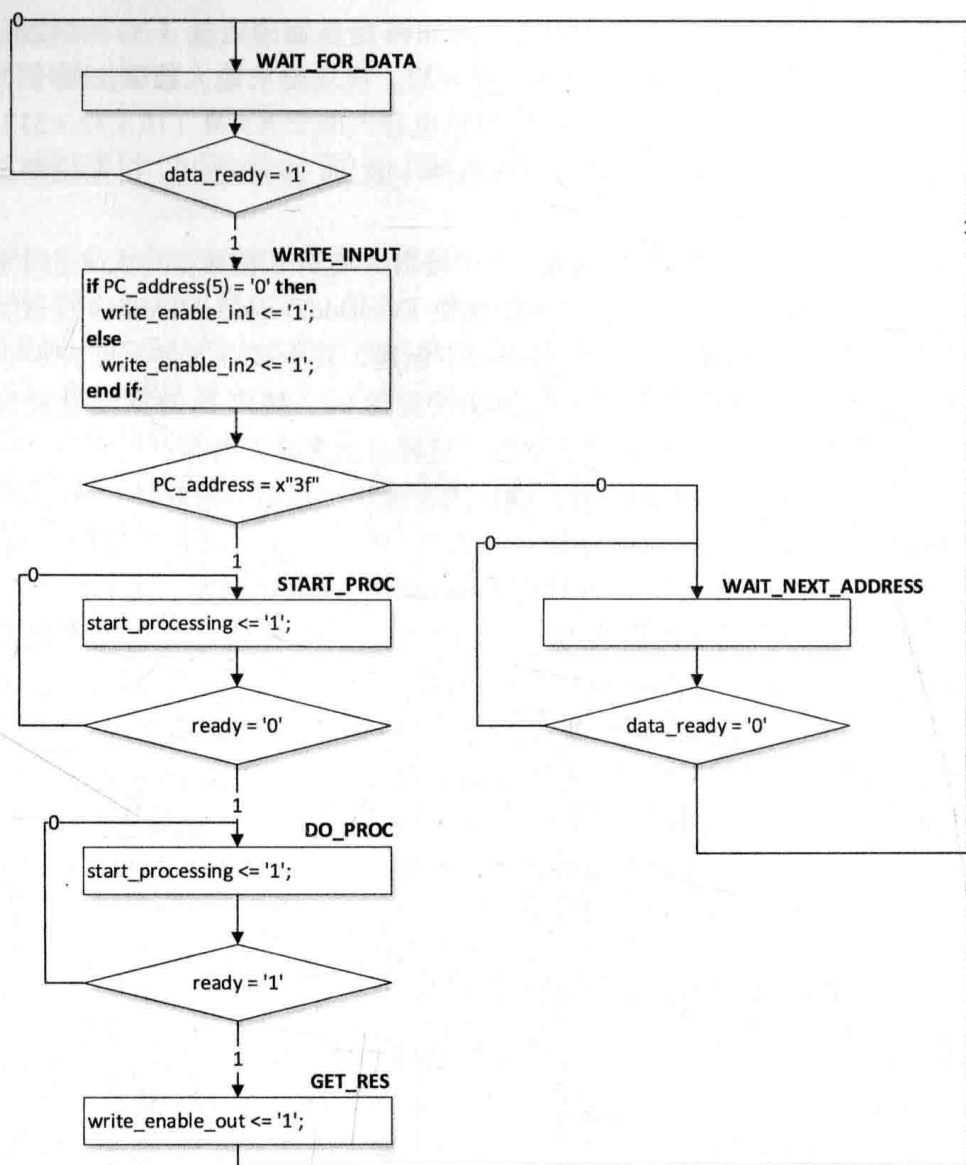 0
WAIT_FOR_DATA
data_ready = '1'
1
WRITE_INPUT
if PC_address(5) = '0' then
write_enable_in1 <= '1';
else
write_enable_in2 <= '1';
end if;
PC_address = x"3f"
0
1
0
START_PROC
start_processing <= '1';
ready = '0'
0
WAIT_NEXT_ADDRESS
data_ready = '0'
1
0
DO_PROC
start_processing <= '1';
ready = '1'
1
GET_RES
write_enable_out <= '1';